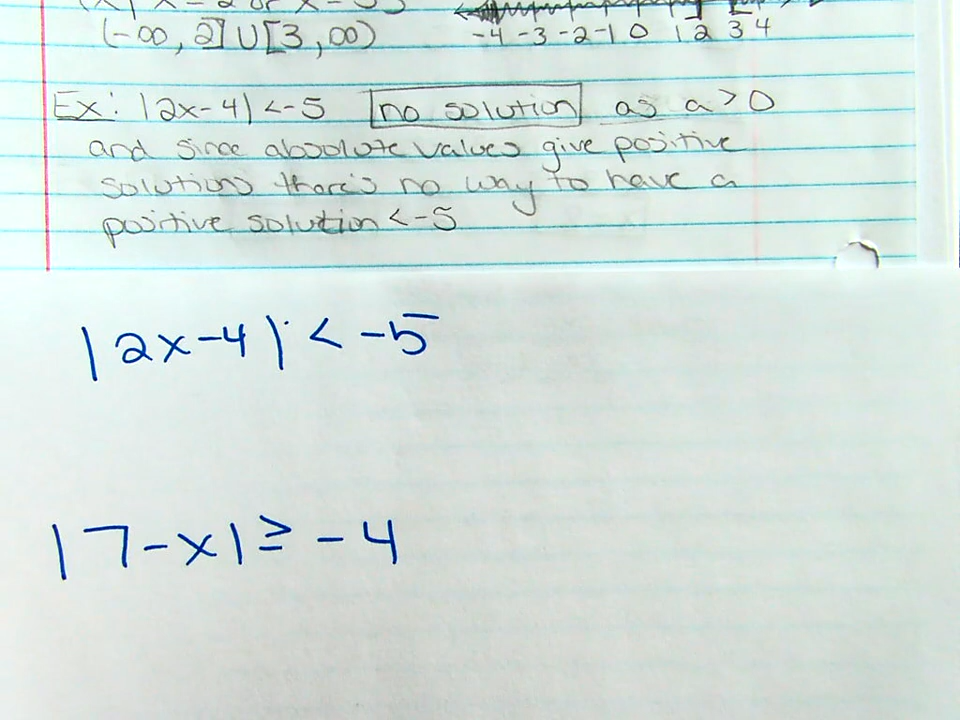 (-∞, 2] U [3, ∞)
-4 -3 -2 -1 0 1 2 3 4
Ex: |2x-4| < -5 no solution as a > 0
and since absolute values give positive
solutions there's no way to have a
positive solution < -5
|2x-4| < -5
|7-x| ≥ -4